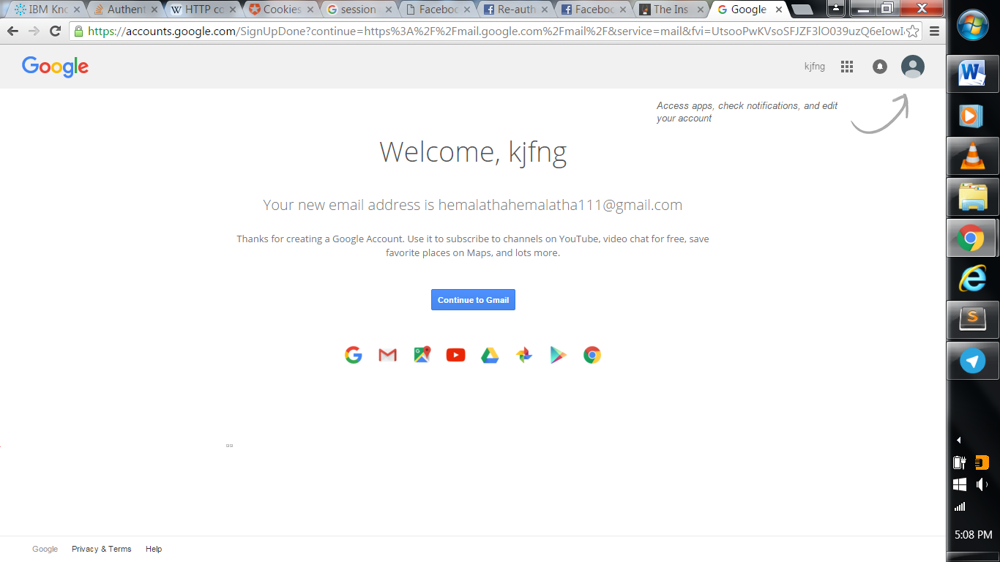 IBM Kno
Authent
HTTP co
Cookies
session
Faceboo
Re-auth
Faceboo
The Ins
Google
https://accounts.google.com/SignUpDone?continue=https%3A%2F%2Fmail.google.com%2Fmail%2F&service=mail&fvi=UtsooPwKVsoSFJZF3lO039uzQ6eIowI
Google
kjfng
Access apps, check notifications, and edit
your account
Welcome, kjfng
Your new email address is hemalathahemalatha111@gmail.com
Thanks for creating a Google Account. Use it to subscribe to channels on YouTube, video chat for free, save
favorite places on Maps, and lots more.
Continue to Gmail
5:08 PM
Google Privacy & Terms Help